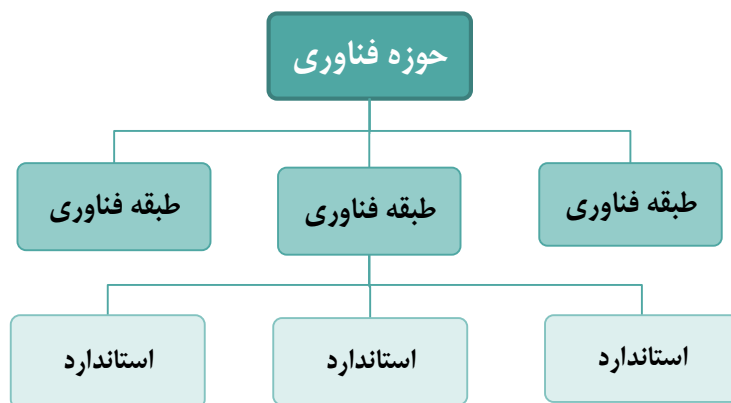 حوزه فناوری
طبقه فناوری
طبقه فناوری
طبقه فناوری
استاندارد
استاندارد
استاندارد